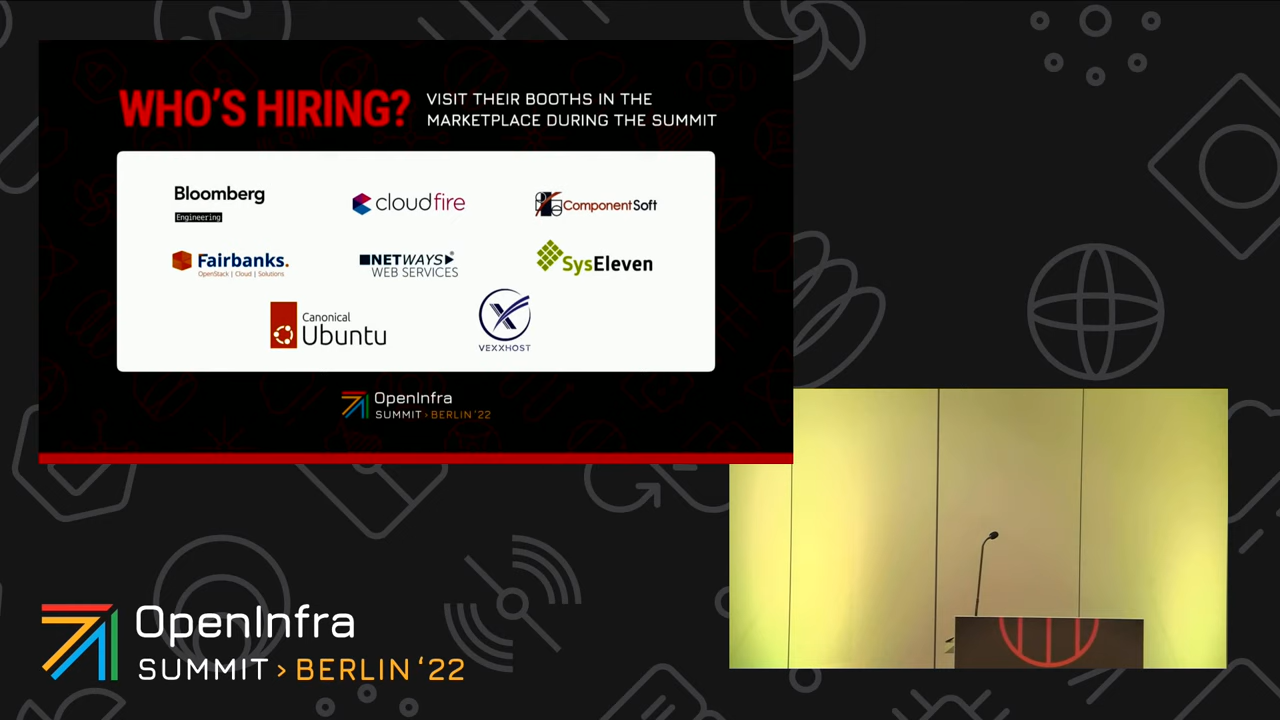 WHO'S HIRING?
VISIT THEIR BOOTHS IN THE
MARKETPLACE DURING THE SUMMIT
Bloomberg
Engineering
cloudfire
ComponentSoft
Fairbanks.
OpenStack | Cloud | Solutions
NETWAYS®
WEB SERVICES
SysEleven
Canonical
Ubuntu
VEXXHOST
OpenInfra
SUMMIT › BERLIN '22
OpenInfra
SUMMIT › BERLIN '22